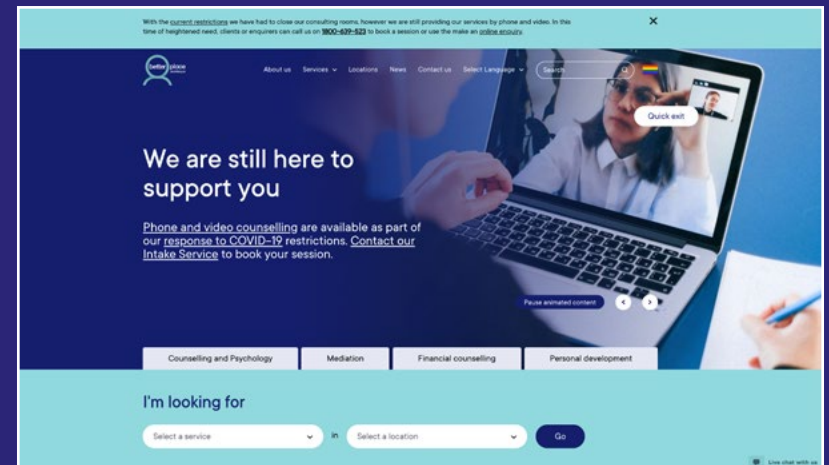 With the current restrictions we have had to close our consulting rooms, however we are still providing our services by phone and video. In this
time of heightened need, clients or enquirers can call us on 1800-639-523 to book a session or use the make an online enquiry.
better place
About us Services Locations News Contact us Select Language Search
Quick exit
We are still here to
support you
Phone and video counselling are available as part of
our response to COVID-19 restrictions. Contact our
Intake Service to book your session.
Pause animated content
Counselling and Psychology Mediation Financial counselling Personal development
I'm looking for
Select a service in Select a location Go
Live chat with us